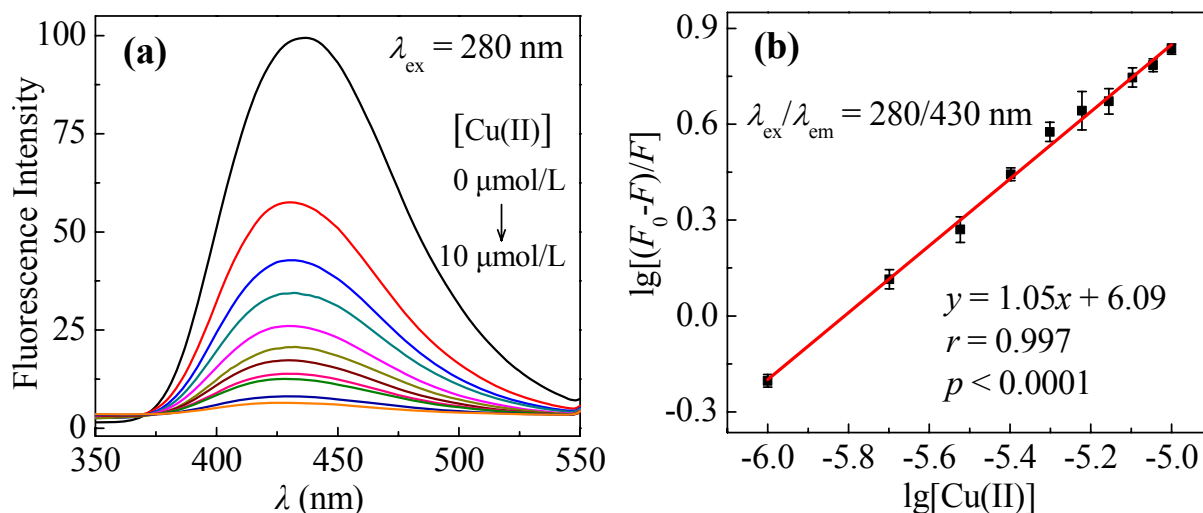 (a)
λex = 280 nm
[Cu(II)]
0 μmol/L
10 μmol/L
Fluorescence Intensity
100
75
50
25
0
350
400
450
500
550
λ (nm)
(b)
λex/λem = 280/430 nm
y = 1.05x + 6.09
r = 0.997
p < 0.0001
lg[(F0-F)/F]
0.9
0.6
0.3
0.0
-0.3
-6.0
-5.8
-5.6
-5.4
-5.2
-5.0
lg[Cu(II)]